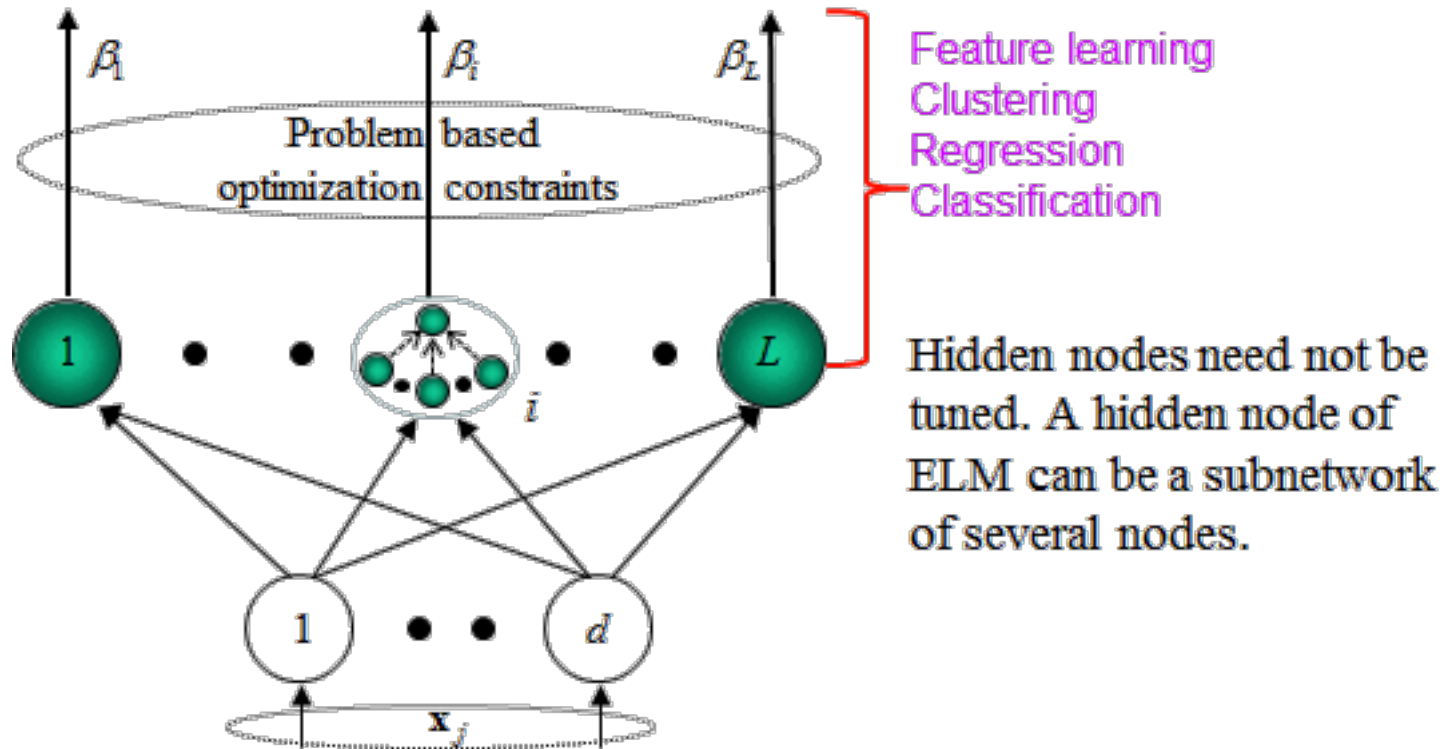 β₁ βᵢ β_L
Feature learning
Clustering
Regression
Classification
Problem based
optimization constraints
1 i L
Hidden nodes need not be
tuned. A hidden node of
ELM can be a subnetwork
of several nodes.
1 d
xⱼ